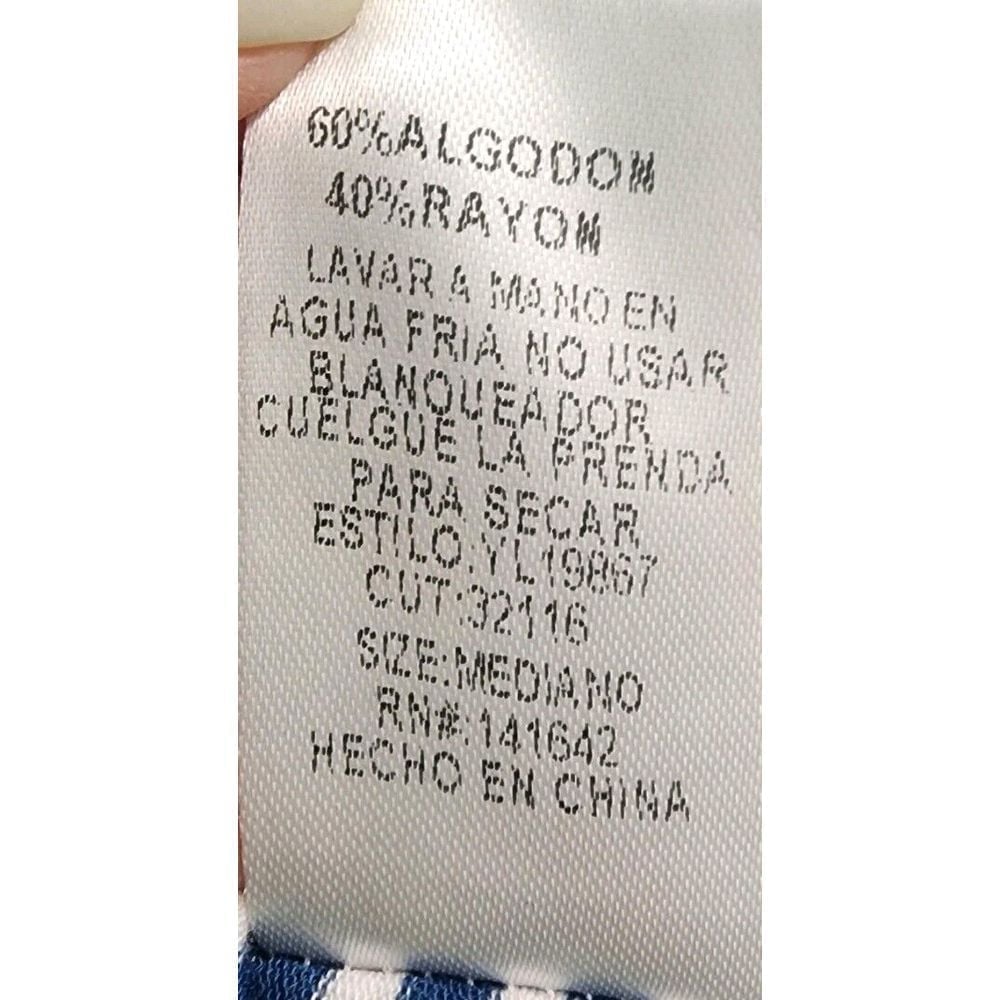 60%ALGODON
40%RAYON
LAVAR A MANO EN
AGUA FRIA NO USAR
BLANQUEADOR
CUELGUE LA PRENDA
PARA SECAR
ESTILO:YL19867
CUT:32116
SIZE:MEDIANO
RN#:141642
HECHO EN CHINA